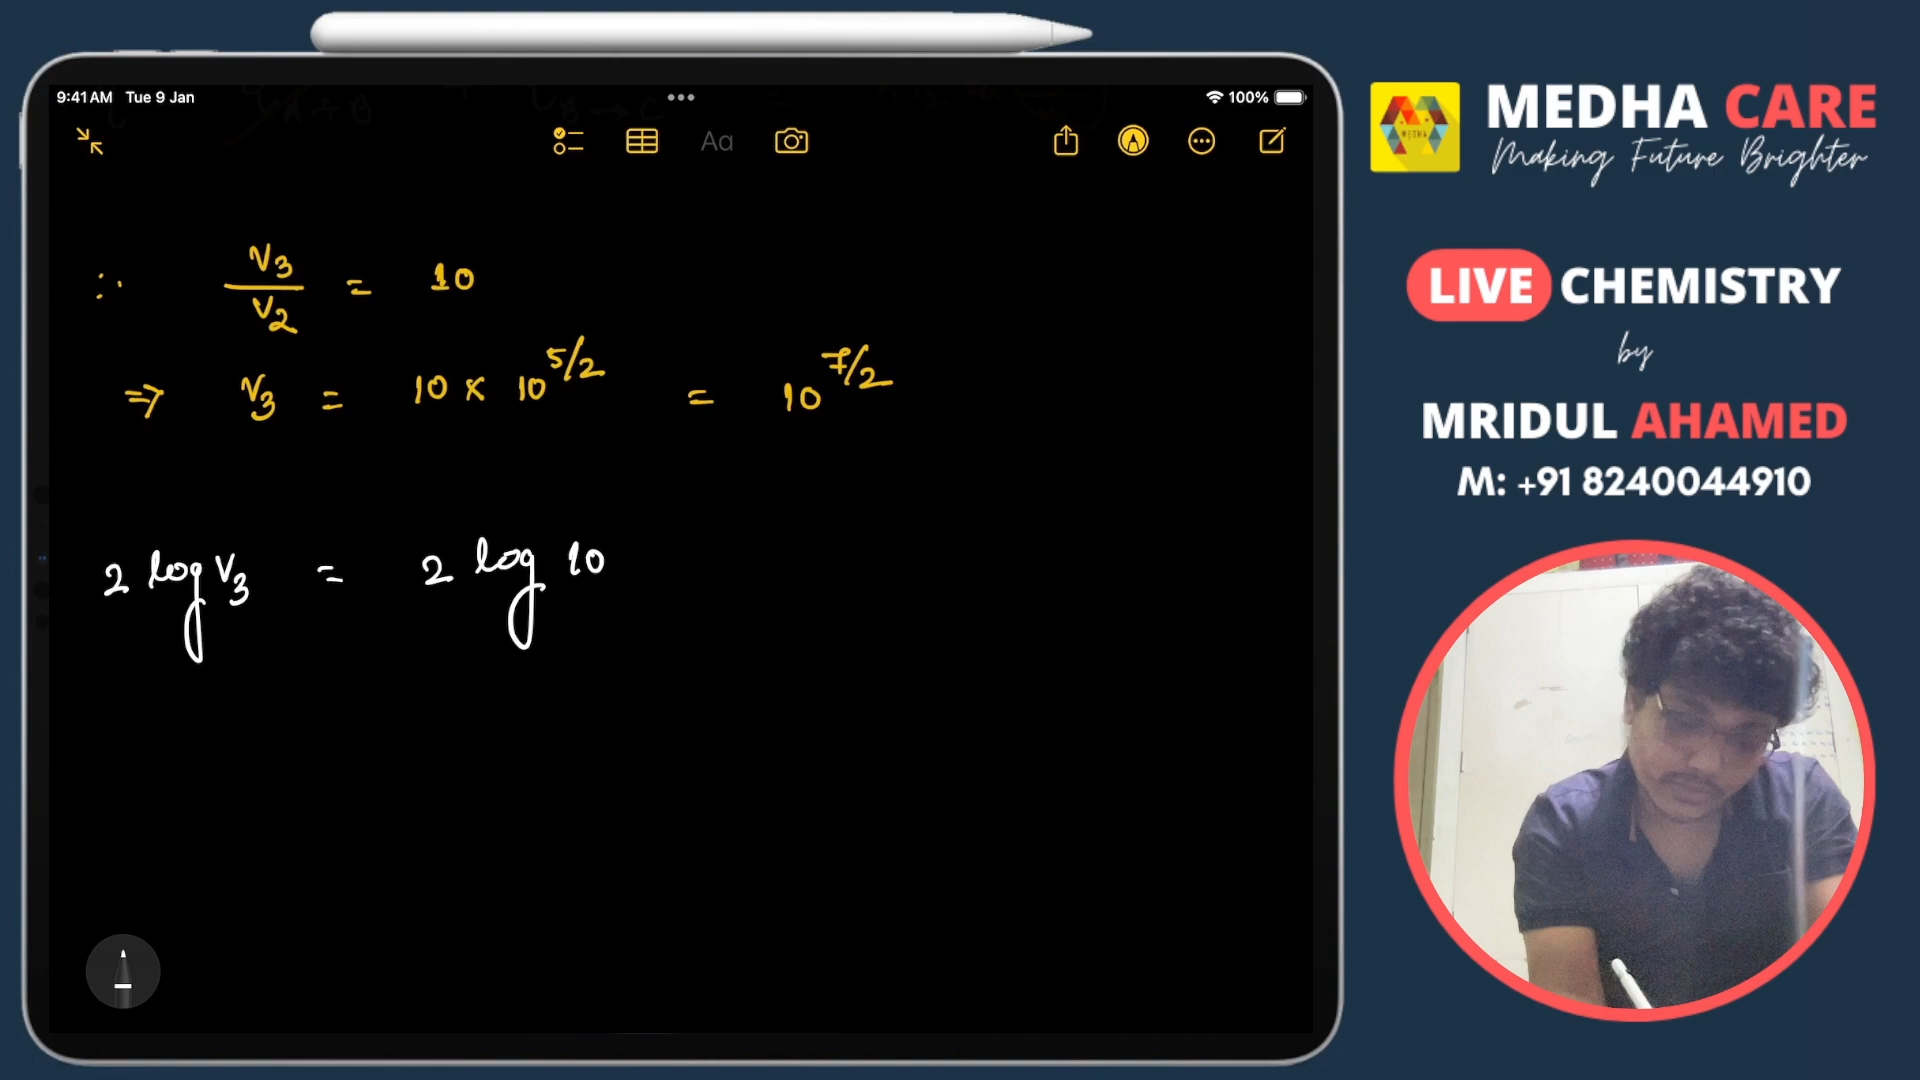 9:41 AM Tue 9 Jan
100%
Aa
∴ V3/V2 = 10
⇒ V3 = 10 × 10^5/2 = 10^7/2
2 log V3 = 2 log 10
MEDHA CARE
Making Future Brighter
MEDHA
LIVE CHEMISTRY
by
MRIDUL AHAMED
M: +91 8240044910